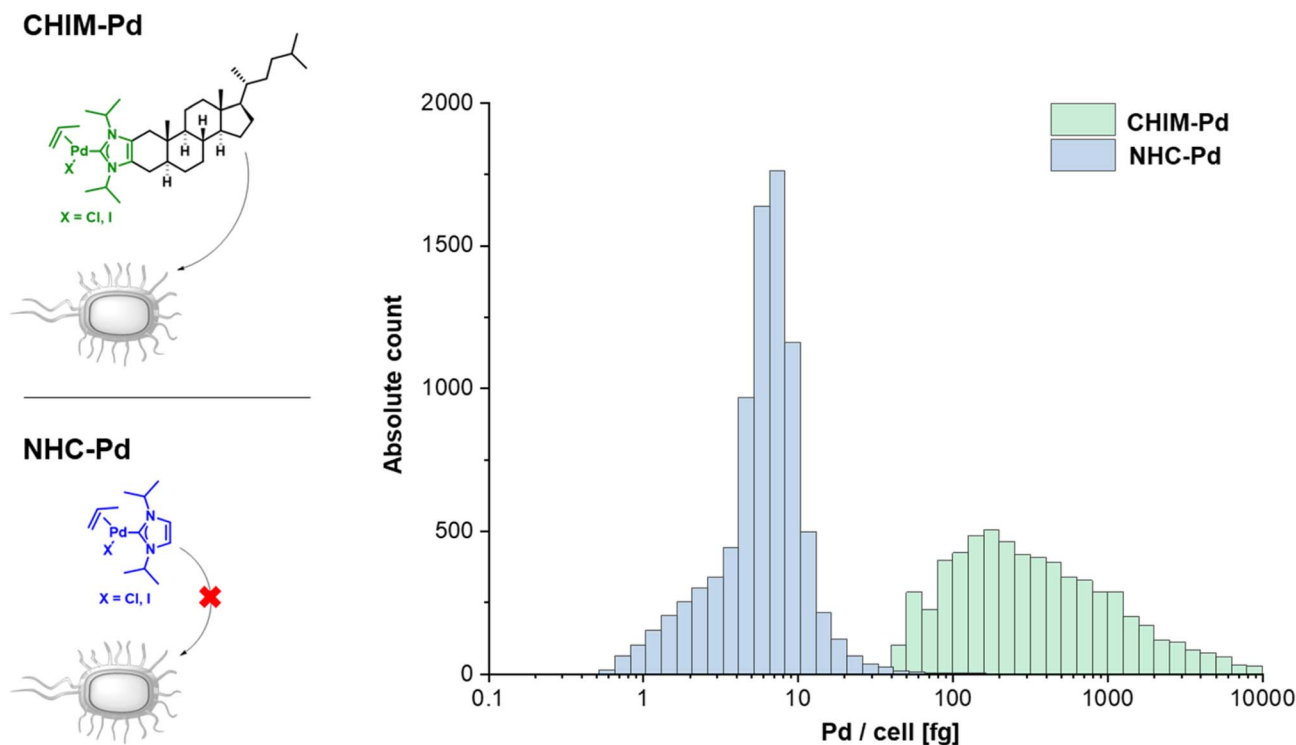 CHIM-Pd
N
Pd
X
N
H
H
H
H
X = Cl, I
NHC-Pd
N
Pd
X
N
X = Cl, I
2000
1500
1000
500
0
Absolute count
0.1
1
10
100
1000
10000
Pd / cell [fg]
CHIM-Pd
NHC-Pd